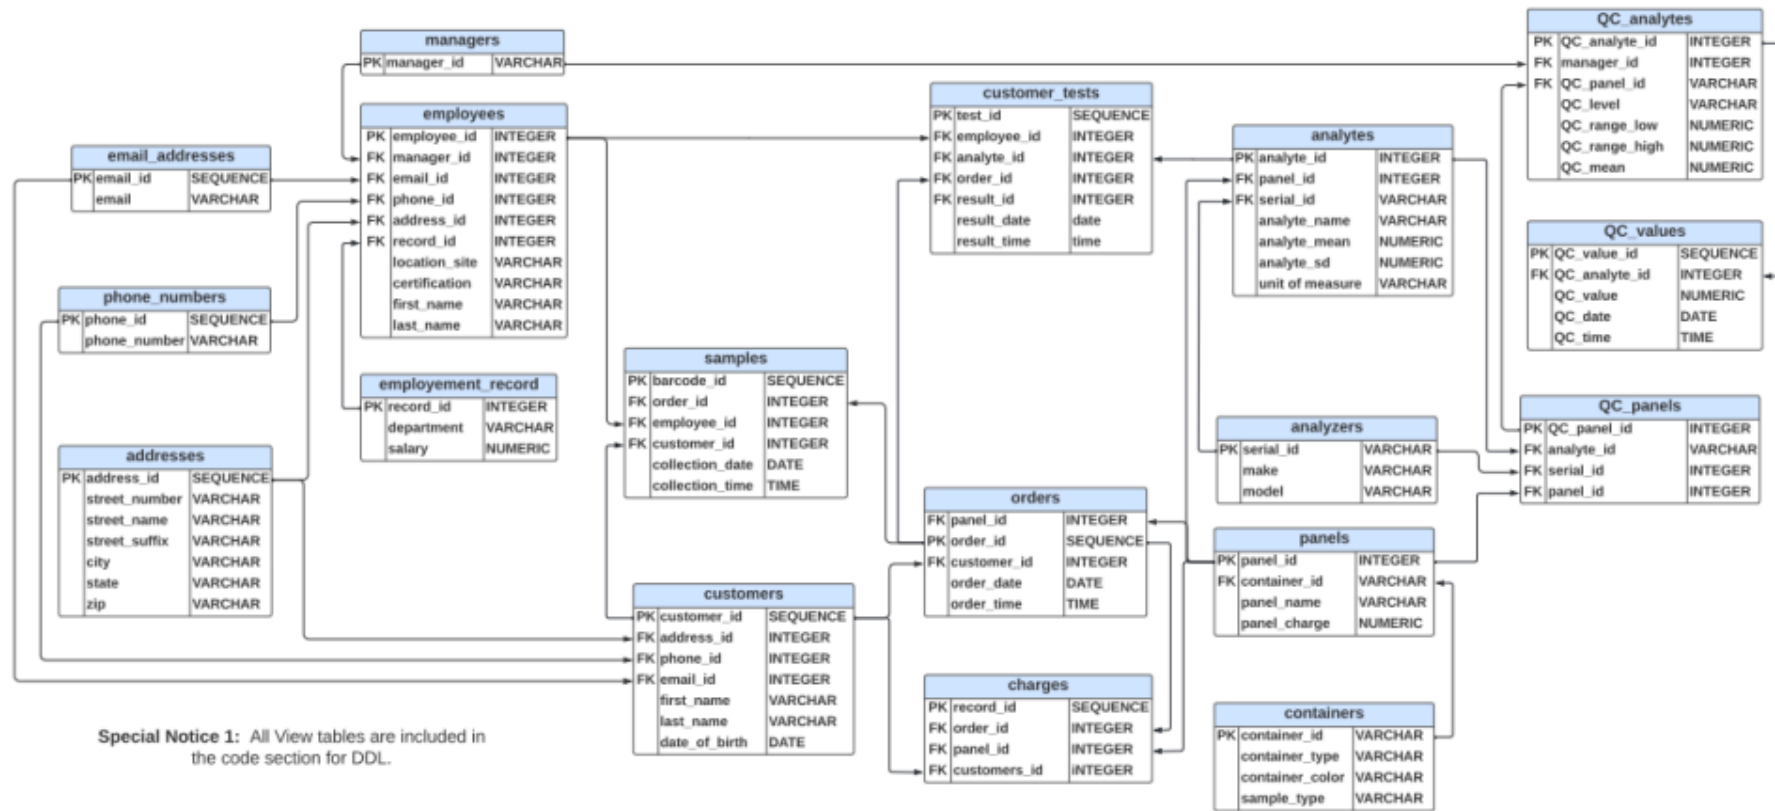 managers
PK manager_id VARCHAR
employees
PK employee_id INTEGER
FK manager_id INTEGER
FK email_id INTEGER
FK phone_id INTEGER
FK address_id INTEGER
FK record_id INTEGER
location_site VARCHAR
certification VARCHAR
first_name VARCHAR
last_name VARCHAR
email_addresses
PK email_id SEQUENCE
email VARCHAR
phone_numbers
PK phone_id SEQUENCE
phone_number VARCHAR
employement_record
PK record_id INTEGER
department VARCHAR
salary NUMERIC
addresses
PK address_id SEQUENCE
street_number VARCHAR
street_name VARCHAR
street_suffix VARCHAR
city VARCHAR
state VARCHAR
zip VARCHAR
samples
PK barcode_id SEQUENCE
FK order_id INTEGER
FK employee_id INTEGER
FK customer_id INTEGER
collection_date DATE
collection_time TIME
customers
PK customer_id SEQUENCE
FK address_id INTEGER
FK phone_id INTEGER
FK email_id INTEGER
first_name VARCHAR
last_name VARCHAR
date_of_birth DATE
customer_tests
PK test_id SEQUENCE
FK employee_id INTEGER
FK analyte_id INTEGER
FK order_id INTEGER
FK result_id INTEGER
result_date date
result_time time
orders
FK panel_id INTEGER
PK order_id SEQUENCE
FK customer_id INTEGER
order_date DATE
order_time TIME
charges
PK record_id SEQUENCE
FK order_id INTEGER
FK panel_id INTEGER
FK customers_id iNTEGER
analytes
PK analyte_id INTEGER
FK panel_id INTEGER
FK serial_id VARCHAR
analyte_name VARCHAR
analyte_mean NUMERIC
analyte_sd NUMERIC
unit of measure VARCHAR
analyzers
PK serial_id VARCHAR
make VARCHAR
model VARCHAR
panels
PK panel_id INTEGER
FK container_id VARCHAR
panel_name VARCHAR
panel_charge NUMERIC
containers
PK container_id VARCHAR
container_type VARCHAR
container_color VARCHAR
sample_type VARCHAR
QC_analytes
PK QC_analyte_id INTEGER
FK manager_id INTEGER
FK QC_panel_id VARCHAR
QC_level VARCHAR
QC_range_low NUMERIC
QC_range_high NUMERIC
QC_mean NUMERIC
QC_values
PK QC_value_id SEQUENCE
FK QC_analyte_id INTEGER
QC_value NUMERIC
QC_date DATE
QC_time TIME
QC_panels
PK QC_panel_id INTEGER
FK analyte_id VARCHAR
FK serial_id INTEGER
FK panel_id INTEGER
Special Notice 1: All View tables are included in
the code section for DDL.